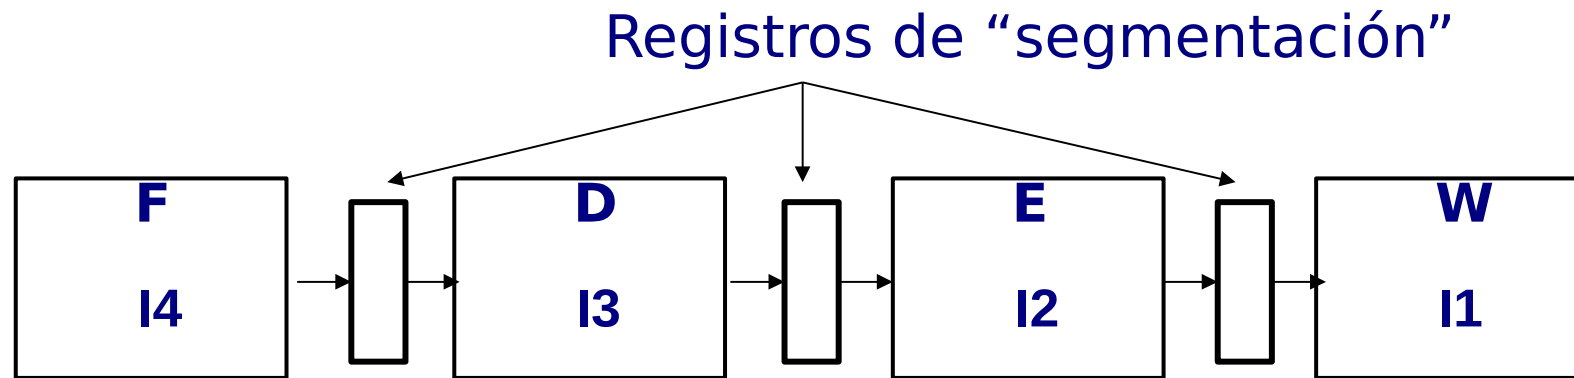 Registros de “segmentación”
F D E W
I4 I3 I2 I1